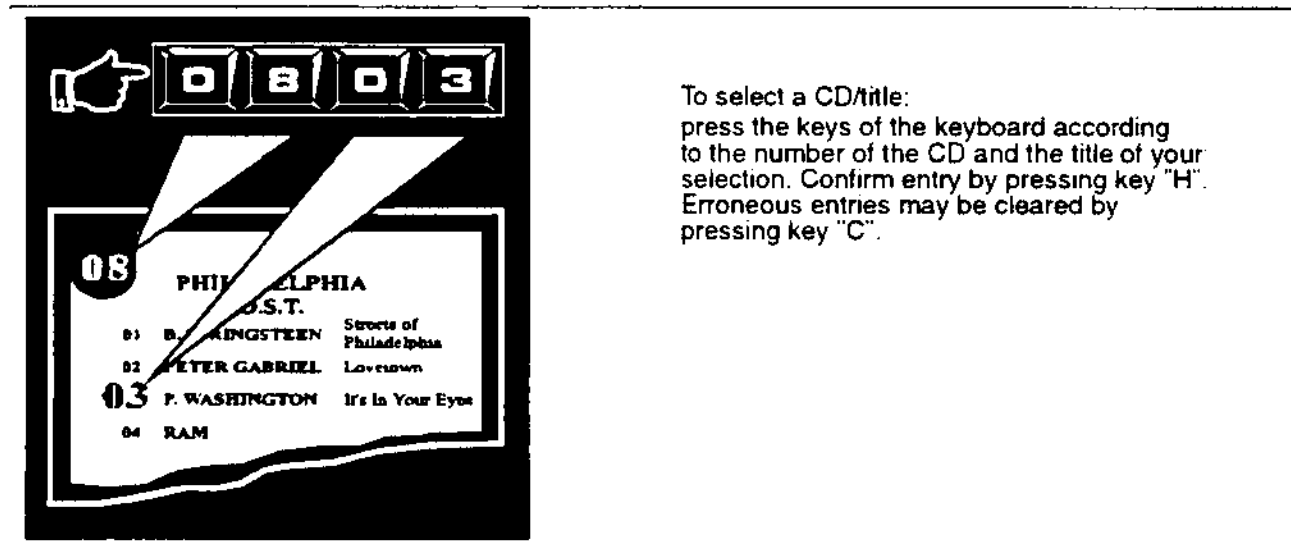 0 8 0 3
08
PHIL ELPHIA
O.S.T.
01 B. RINGSTEEN Streets of
Philadelphia
02 PETER GABRIEL Lovetown
03 P. WASHINGTON It's In Your Eyes
04 RAM
To select a CD/title:
press the keys of the keyboard according
to the number of the CD and the title of your
selection. Confirm entry by pressing key "H".
Erroneous entries may be cleared by
pressing key "C".